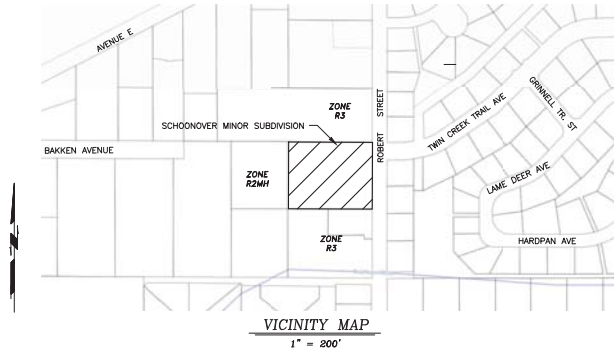 AVENUE E
ZONE
R3
ROBERT STREET
GRINNELL TR. ST
SCHOONOVER MINOR SUBDIVISION
TWIN CREEK TRAIL AVE
BAKKEN AVENUE
ZONE
R2MH
LAME DEER AVE
ZONE
R3
HARDPAN AVE
N
VICINITY MAP
1" = 200'